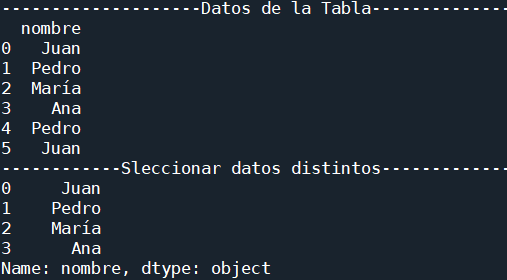 --------------------Datos de la Tabla--------------
  nombre
0   Juan
1  Pedro
2  María
3    Ana
4  Pedro
5   Juan
------------Sleccionar datos distintos-------------
0     Juan
1    Pedro
2    María
3      Ana
Name: nombre, dtype: object